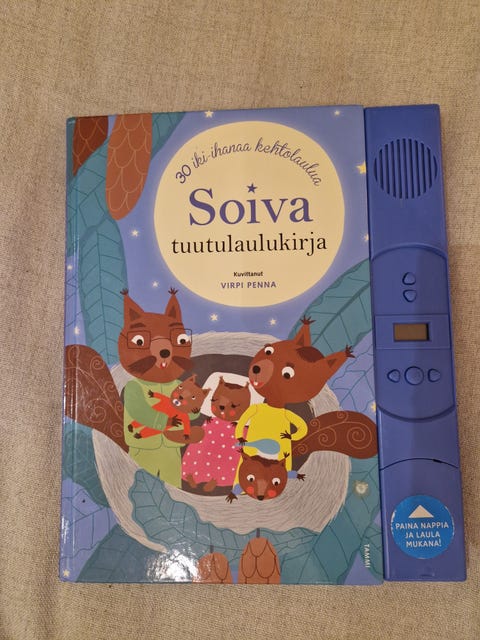 30 iki-ihanaa kehtolaulua
Soiva
tuutulaulukirja
Kuvittanut
VIRPI PENNA
PAINA NAPPIA
JA LAULA
MUKANA!
TAMMI